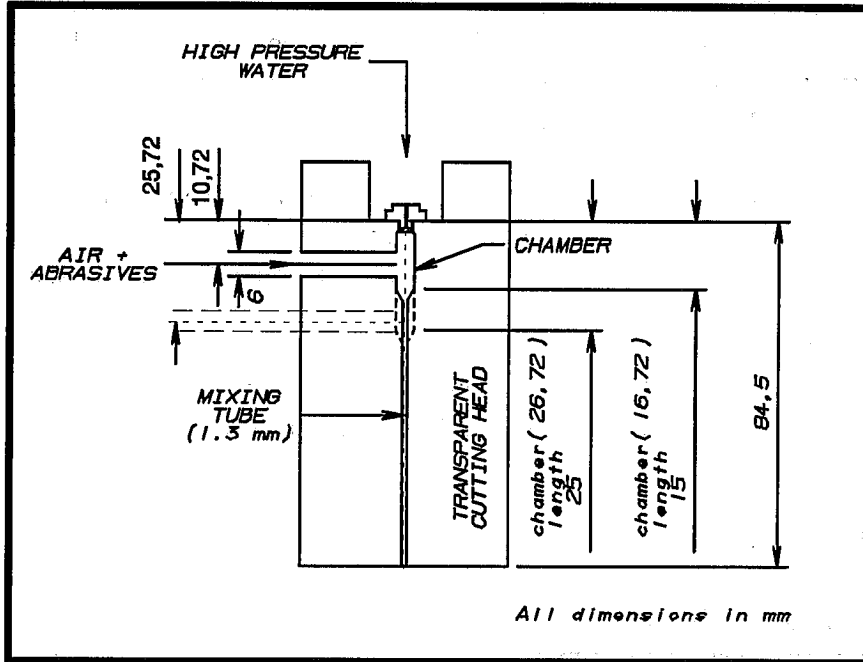 HIGH PRESSURE
WATER
25,72
10,72
AIR +
ABRASIVES
6
CHAMBER
MIXING
TUBE
(1.3 mm)
TRANSPARENT
CUTTING HEAD
chamber( 26,72)
length
25
chamber( 16,72)
length
15
84,5
All dimensions in mm